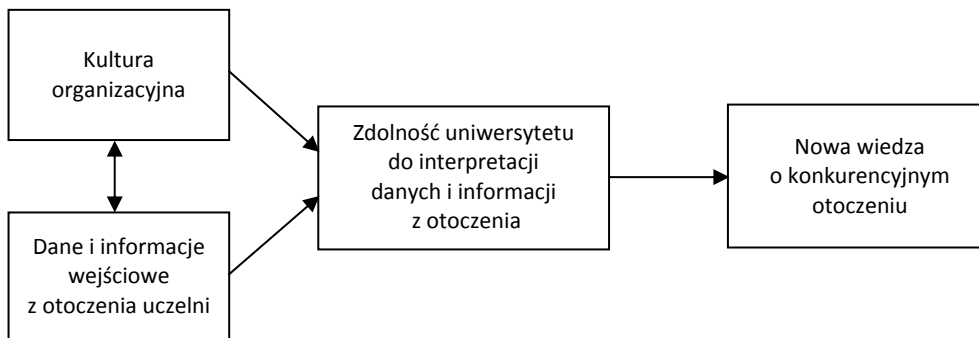 Kultura
organizacyjna
Dane i informacje
wejściowe
z otoczenia uczelni
Zdolność uniwersytetu
do interpretacji
danych i informacji
z otoczenia
Nowa wiedza
o konkurencyjnym
otoczeniu